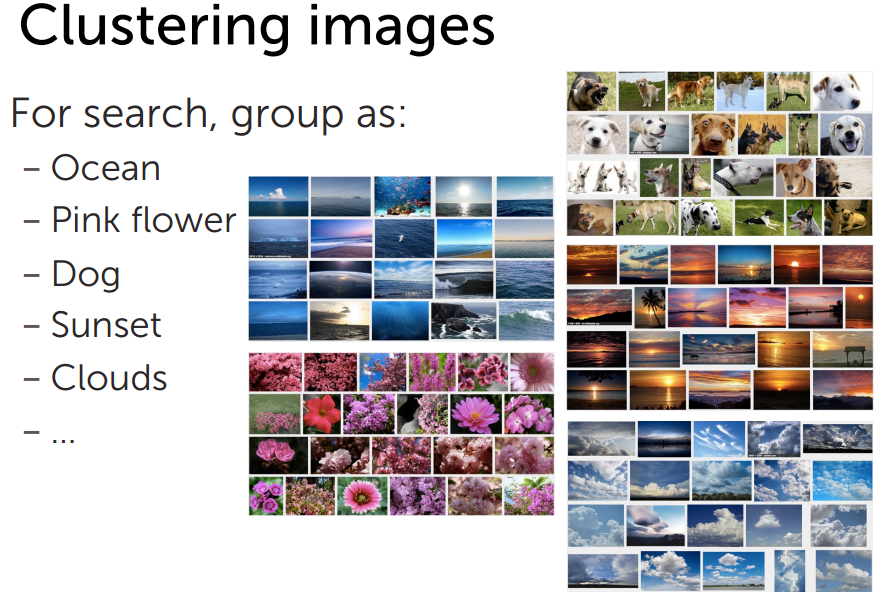 Clustering images
For search, group as:
– Ocean
– Pink flower
– Dog
– Sunset
– Clouds
– ...